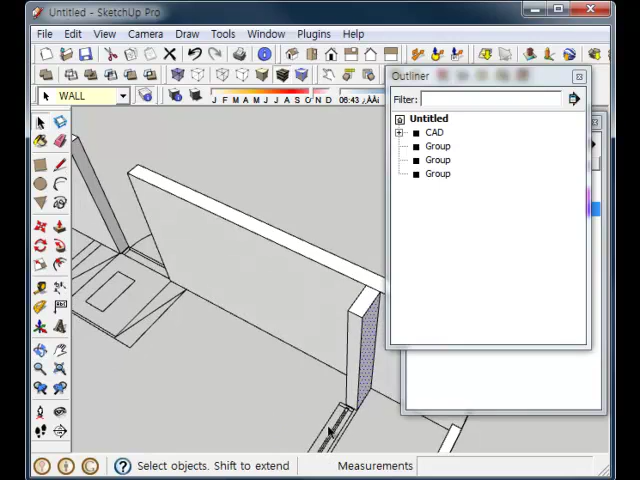 Untitled - SketchUp Pro
File Edit View Camera Draw Tools Window Plugins Help
WALL
J F M A M J J A S O N D
Outliner
Filter:
Untitled
CAD
Group
Group
Group
Select objects. Shift to extend
Measurements